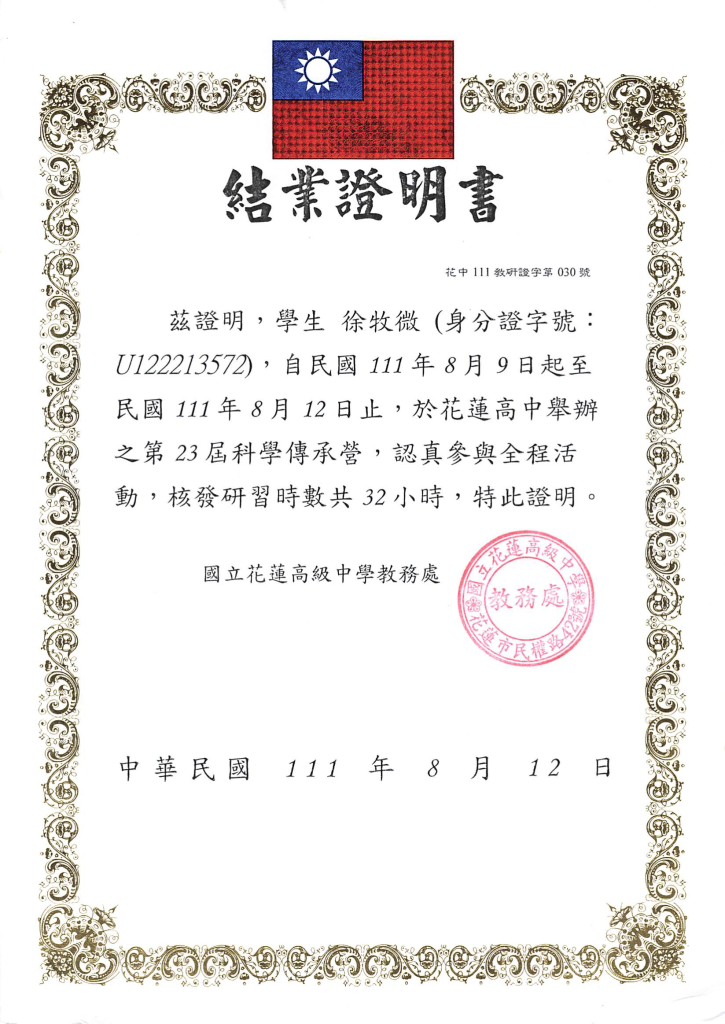 結業證明書
花中 111 教研證字第 030 號
茲證明，學生 徐牧微 (身分證字號：
U122213572)，自民國 111 年 8 月 9 日起至
民國 111 年 8 月 12 日止，於花蓮高中舉辦
之第 23 屆科學傳承營，認真參與全程活
動，核發研習時數共 32 小時，特此證明。
國立花蓮高級中學教務處
國立花蓮高級中學
教務處
花蓮市民權路42號
中華民國 111 年 8 月 12 日